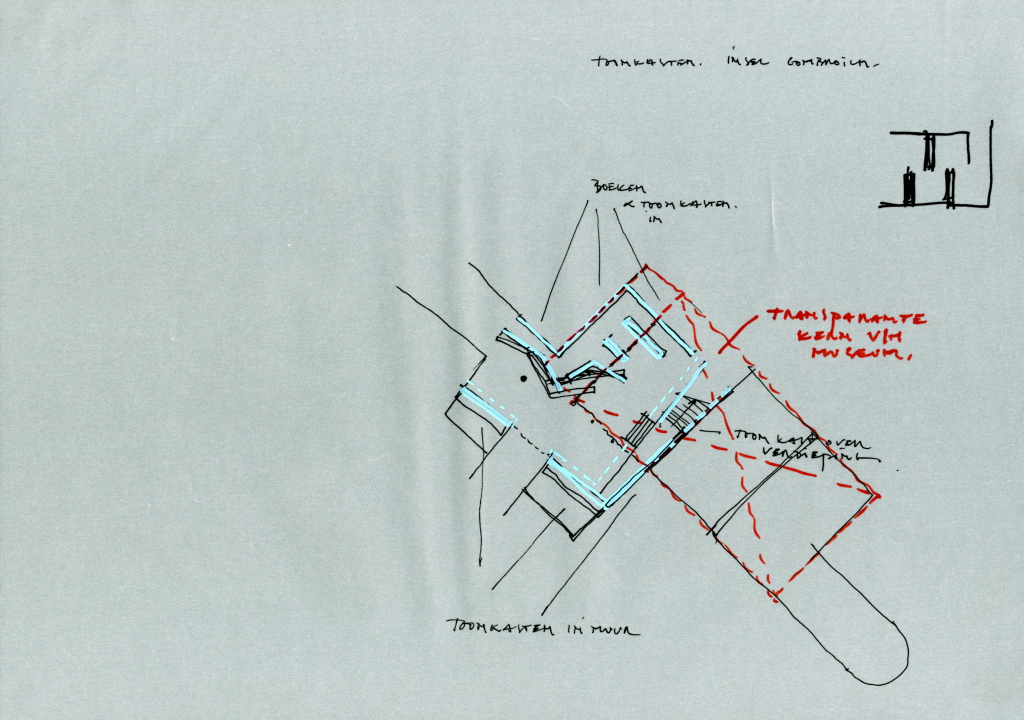 TOONKASTEN. INSEL HOMBROICH.
BOEKEN
& TOONKASTEN.
IN
TRANSPARANTE
KERN V/H
MUSEUM.
TOONKAST OVER
VERDIEPING
TOONKASTEN IN MUUR